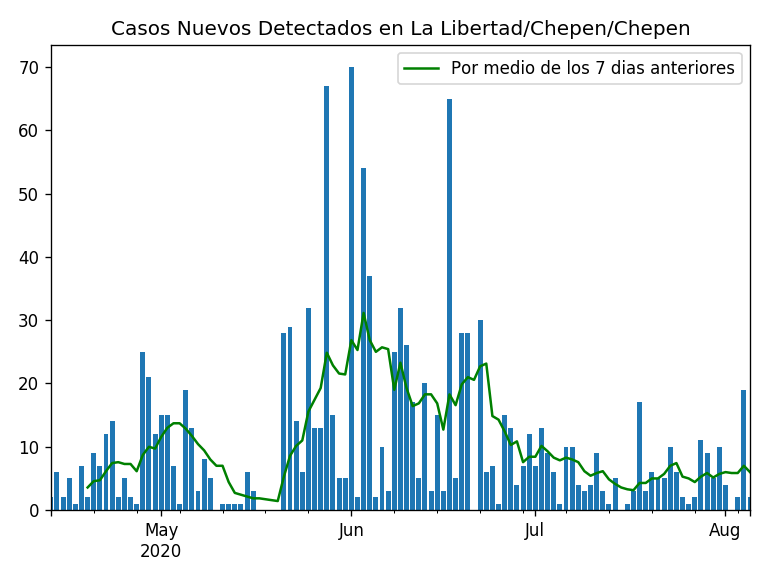 Casos Nuevos Detectados en La Libertad/Chepen/Chepen
Por medio de los 7 dias anteriores
70
60
50
40
30
20
10
0
May
2020
Jun
Jul
Aug